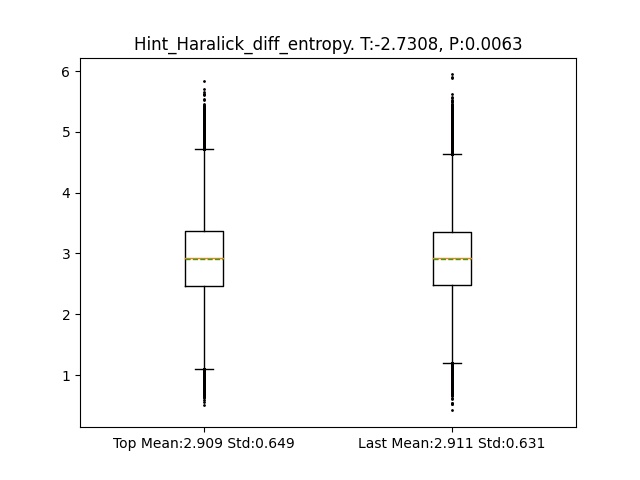 Hint_Haralick_diff_entropy. T:-2.7308, P:0.0063
6
5
4
3
2
1
Top Mean:2.909 Std:0.649
Last Mean:2.911 Std:0.631